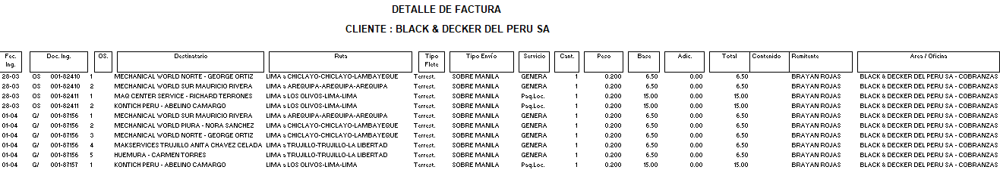 DETALLE DE FACTURA
CLIENTE : BLACK & DECKER DEL PERU SA
Fec. Ing. Doc. Ing. OS. Destinatario Ruta Tipo Flete Tipo Envío Servicio Cant. Peso Base Adic. Total Contenido Remitente Area / Oficina
28-03 OS 001-82410 1 MECHANICAL WORLD NORTE - GEORGE ORTIZ LIMA a CHICLAYO-CHICLAYO-LAMBAYEQUE Terrest. SOBRE MANILA GENERA 1 0.200 6.50 0.00 6.50 BRAYAN ROJAS BLACK & DECKER DEL PERU SA - COBRANZAS
28-03 OS 001-82410 2 MECHANICAL WORLD SUR MAURICIO RIVERA LIMA a AREQUIPA-AREQUIPA-AREQUIPA Terrest. SOBRE MANILA GENERA 1 0.200 6.50 0.00 6.50 BRAYAN ROJAS BLACK & DECKER DEL PERU SA - COBRANZAS
28-03 OS 001-82411 1 MAQ CENTER SERVICE - RICHARD TERRONES LIMA a LOS OLIVOS-LIMA-LIMA Terrest. SOBRE MANILA Paq.Loc. 1 0.200 15.00 0.00 15.00 BRAYAN ROJAS BLACK & DECKER DEL PERU SA - COBRANZAS
28-03 OS 001-82411 2 KONTICH PERU - ABELINO CAMARGO LIMA a LOS OLIVOS-LIMA-LIMA Terrest. SOBRE MANILA Paq.Loc. 1 0.200 15.00 0.00 15.00 BRAYAN ROJAS BLACK & DECKER DEL PERU SA - COBRANZAS
01-04 G/ 001-87156 1 MECHANICAL WORLD SUR MAURICIO RIVERA LIMA a AREQUIPA-AREQUIPA-AREQUIPA Terrest. SOBRE MANILA GENERA 1 0.200 6.50 0.00 6.50 BRAYAN ROJAS BLACK & DECKER DEL PERU SA - COBRANZAS
01-04 G/ 001-87156 2 MECHANICAL WORLD PIURA - NORA SANCHEZ LIMA a CHICLAYO-CHICLAYO-LAMBAYEQUE Terrest. SOBRE MANILA GENERA 1 0.200 6.50 0.00 6.50 BRAYAN ROJAS BLACK & DECKER DEL PERU SA - COBRANZAS
01-04 G/ 001-87156 3 MECHANICAL WORLD NORTE - GEORGE ORTIZ LIMA a CHICLAYO-CHICLAYO-LAMBAYEQUE Terrest. SOBRE MANILA GENERA 1 0.200 6.50 0.00 6.50 BRAYAN ROJAS BLACK & DECKER DEL PERU SA - COBRANZAS
01-04 G/ 001-87156 4 MAKSERVICES TRUJILLO ANITA CHAVEZ CELADA LIMA a TRUJILLO-TRUJILLO-LA LIBERTAD Terrest. SOBRE MANILA GENERA 1 0.200 6.50 0.00 6.50 BRAYAN ROJAS BLACK & DECKER DEL PERU SA - COBRANZAS
01-04 G/ 001-87156 5 HUEMURA - CARMEN TORRES LIMA a TRUJILLO-TRUJILLO-LA LIBERTAD Terrest. SOBRE MANILA GENERA 1 0.200 6.50 0.00 6.50 BRAYAN ROJAS BLACK & DECKER DEL PERU SA - COBRANZAS
01-04 G/ 001-87157 1 KONTICH PERU - ABELINO CAMARGO LIMA a LOS OLIVOS-LIMA-LIMA Terrest. SOBRE MANILA Paq.Loc. 1 0.200 15.00 0.00 15.00 BRAYAN ROJAS BLACK & DECKER DEL PERU SA - COBRANZAS